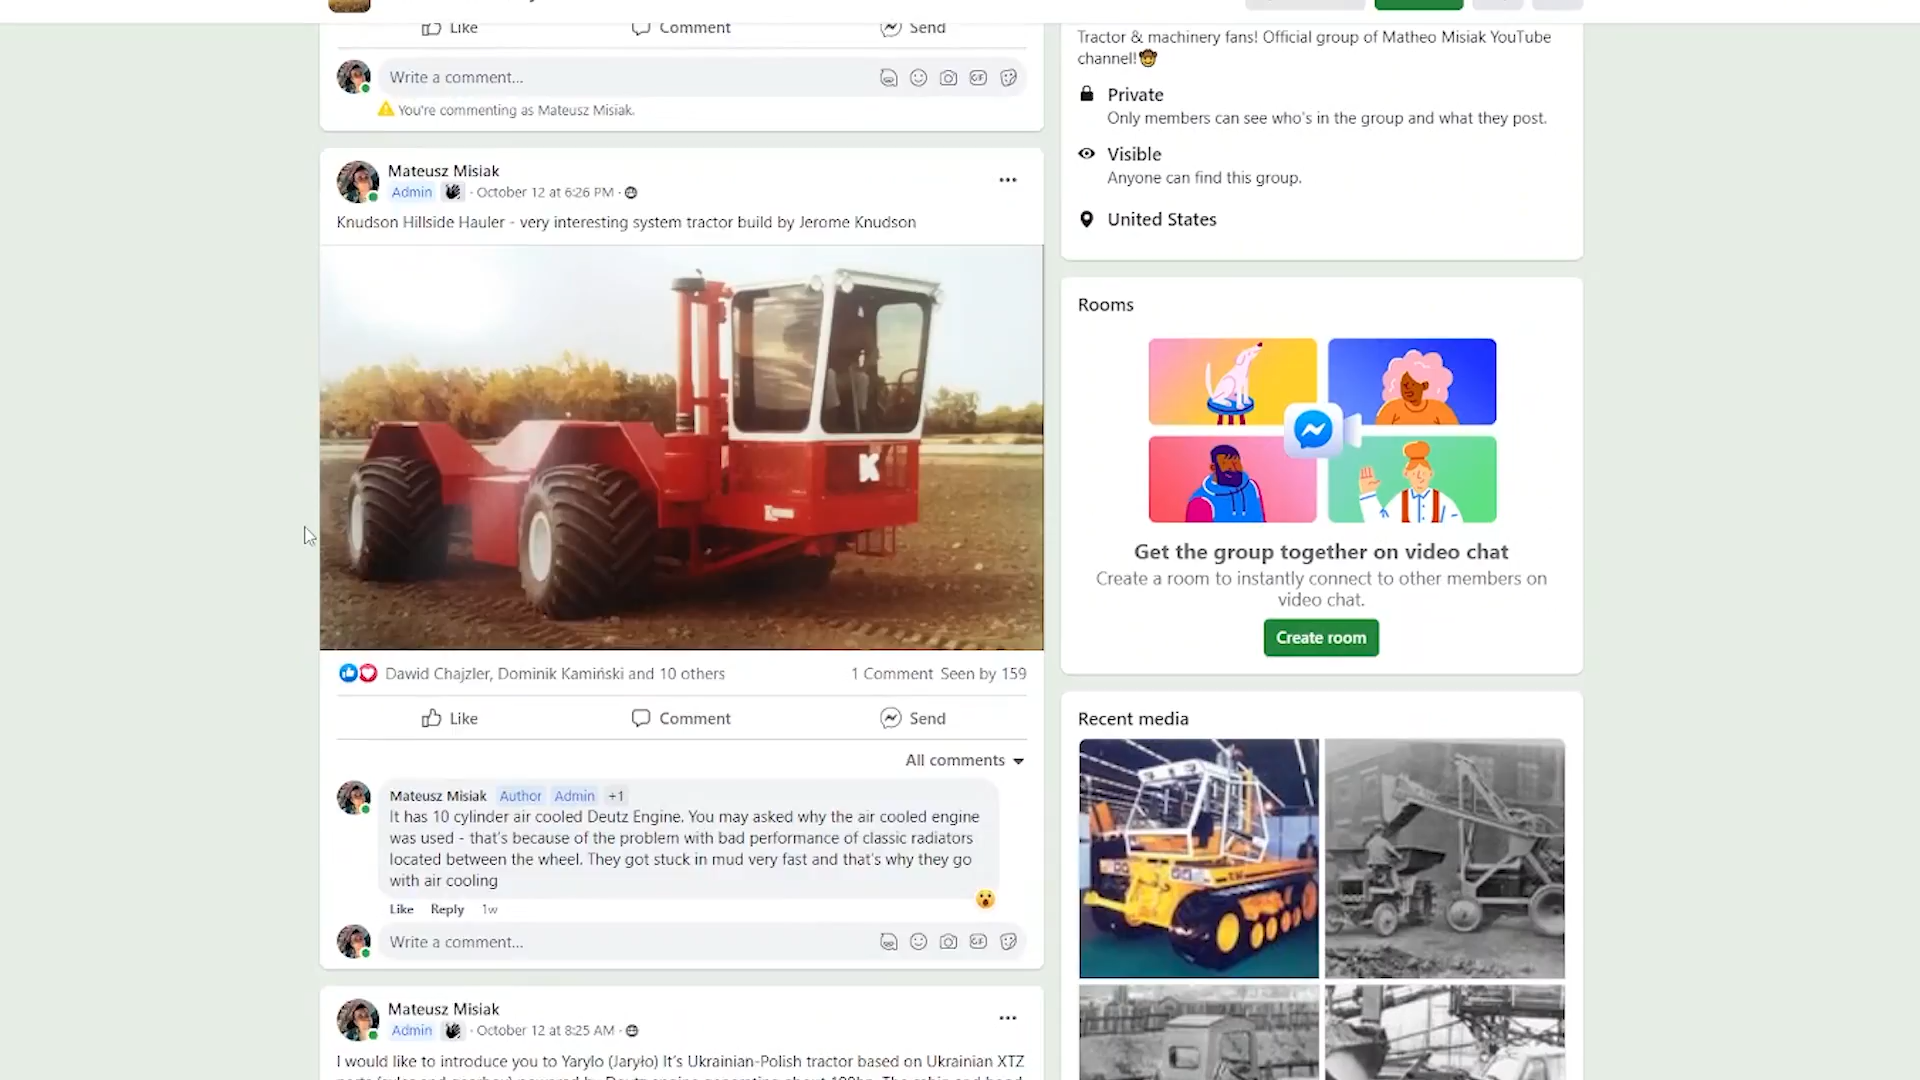 Like
Comment
Send
Write a comment...
You're commenting as Mateusz Misiak.
Mateusz Misiak
Admin · October 12 at 6:26 PM ·
Knudson Hillside Hauler - very interesting system tractor build by Jerome Knudson
K
Dawid Chajzler, Dominik Kamiński and 10 others
1 Comment Seen by 159
Like
Comment
Send
All comments
Mateusz Misiak Author Admin +1
It has 10 cylinder air cooled Deutz Engine. You may asked why the air cooled engine
was used - that's because of the problem with bad performance of classic radiators
located between the wheel. They got stuck in mud very fast and that's why they go
with air cooling
Like Reply 1w
Write a comment...
Mateusz Misiak
Admin · October 12 at 8:25 AM ·
I would like to introduce you to Yarylo (Jaryło) It's Ukrainian-Polish tractor based on Ukrainian XTZ
Tractor & machinery fans! Official group of Matheo Misiak YouTube
channel!🤠
Private
Only members can see who's in the group and what they post.
Visible
Anyone can find this group.
United States
Rooms
Get the group together on video chat
Create a room to instantly connect to other members on
video chat.
Create room
Recent media